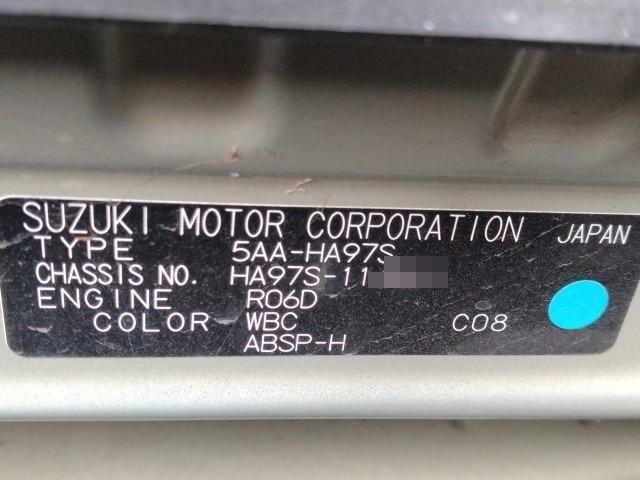 SUZUKI MOTOR CORPORATION JAPAN
TYPE 5AA-HA97S
CHASSIS NO. HA97S-11
ENGINE R06D
COLOR WBC C08
ABSP-H